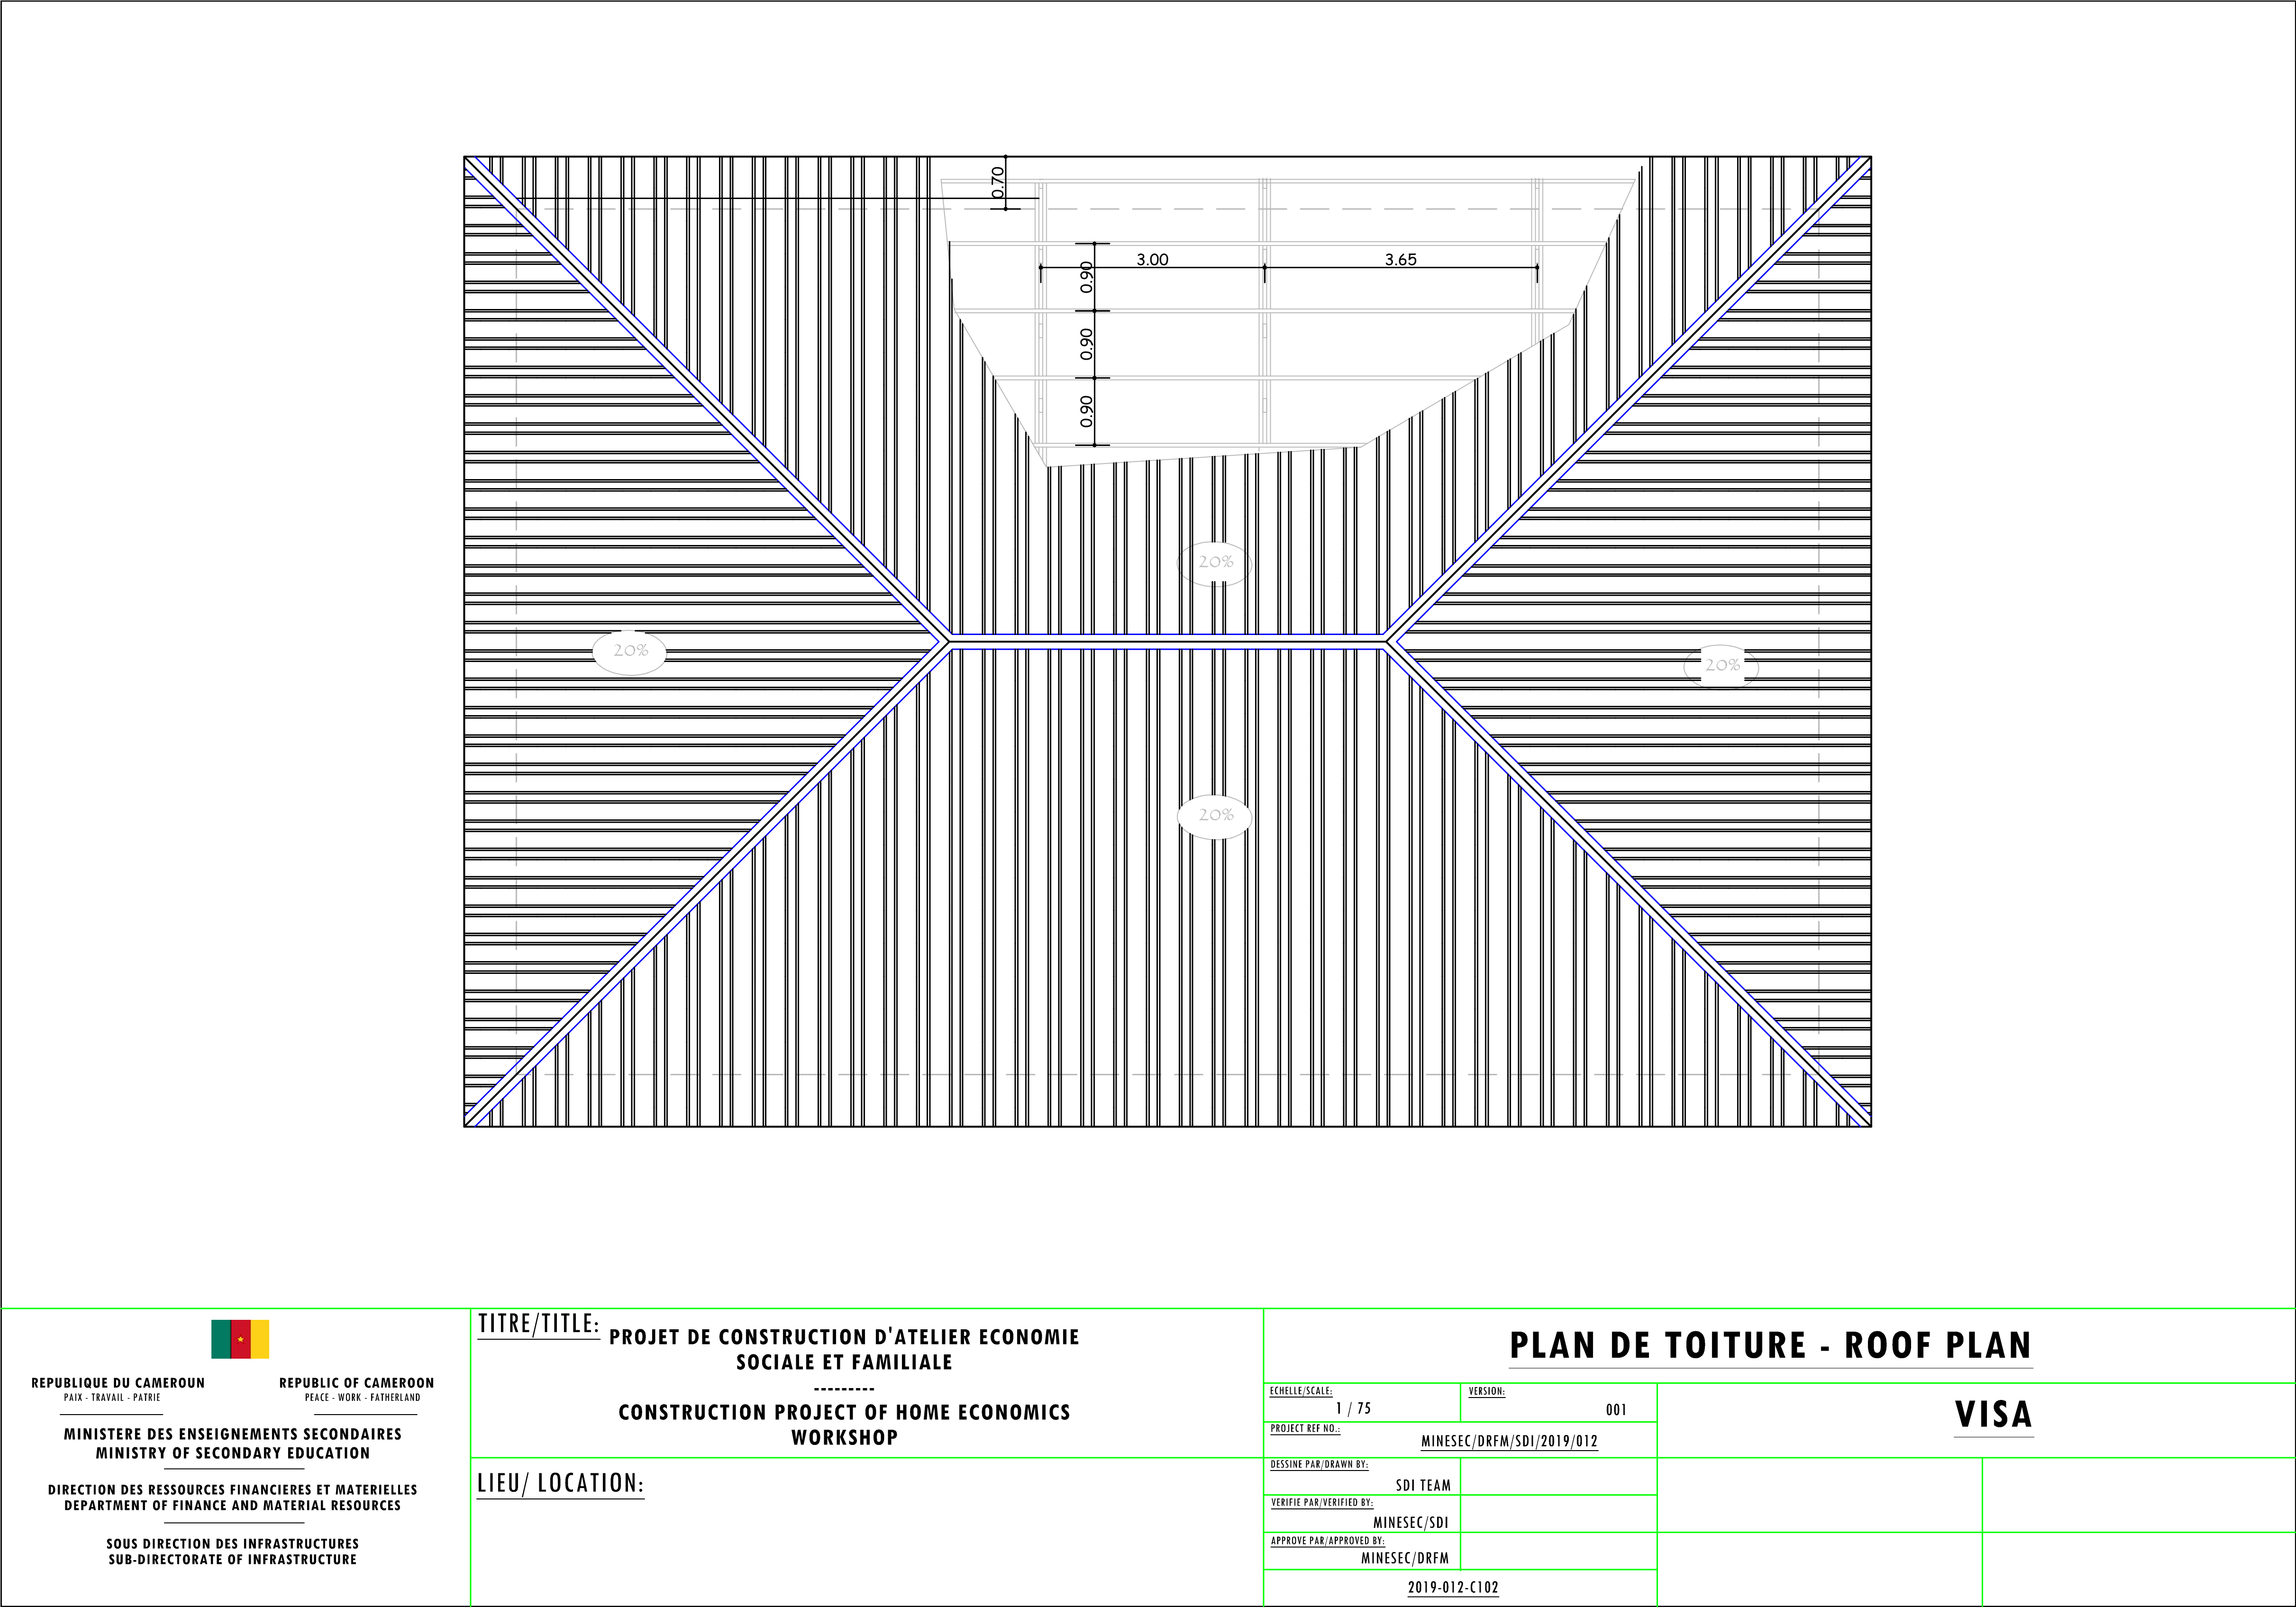 0.70
3.00
3.65
0.90
0.90
0.90
20%
20%
20%
20%
REPUBLIQUE DU CAMEROUN
PAIX - TRAVAIL - PATRIE
REPUBLIC OF CAMEROON
PEACE - WORK - FATHERLAND
MINISTERE DES ENSEIGNEMENTS SECONDAIRES
MINISTRY OF SECONDARY EDUCATION
DIRECTION DES RESSOURCES FINANCIERES ET MATERIELLES
DEPARTMENT OF FINANCE AND MATERIAL RESOURCES
SOUS DIRECTION DES INFRASTRUCTURES
SUB-DIRECTORATE OF INFRASTRUCTURE
TITRE/TITLE:
PROJET DE CONSTRUCTION D'ATELIER ECONOMIE
SOCIALE ET FAMILIALE
---------
CONSTRUCTION PROJECT OF HOME ECONOMICS
WORKSHOP
LIEU/ LOCATION:
PLAN DE TOITURE - ROOF PLAN
ECHELLE/SCALE:
1 / 75
VERSION:
001
PROJECT REF NO.:
MINESEC/DRFM/SDI/2019/012
DESSINE PAR/DRAWN BY:
SDI TEAM
VERIFIE PAR/VERIFIED BY:
MINESEC/SDI
APPROVE PAR/APPROVED BY:
MINESEC/DRFM
2019-012-C102
VISA